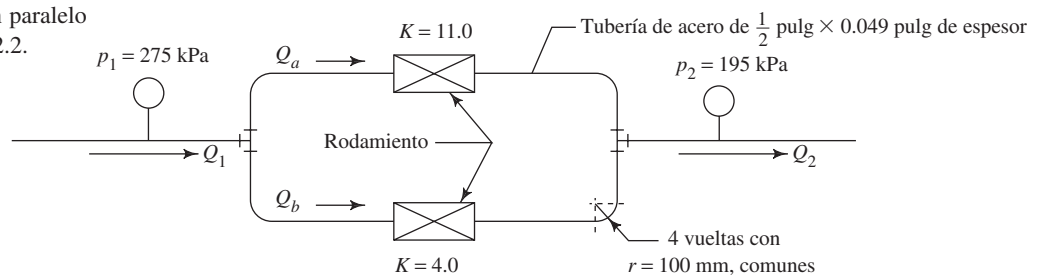 paralelo
2.2.
K = 11.0
Tubería de acero de 1/2 pulg × 0.049 pulg de espesor
p₁ = 275 kPa
Qₐ
p₂ = 195 kPa
Rodamiento
Q₁
Q₂
Q_b
4 vueltas con
r = 100 mm, comunes
K = 4.0